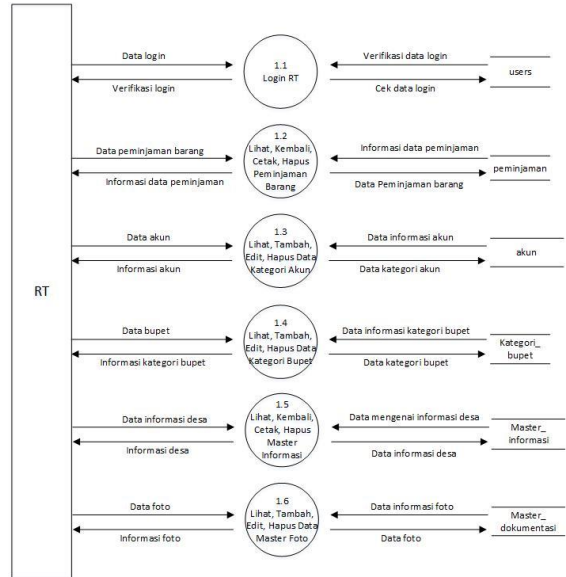 RT
Data login
Verifikasi login
1.1
Login RT
Verifikasi data login
Cek data login
users
Data peminjaman barang
Informasi data peminjaman
1.2
Lihat, Kembali,
Cetak, Hapus
Peminjaman
Barang
Informasi data peminjaman
Data Peminjaman barang
peminjaman
Data akun
Informasi akun
1.3
Lihat, Tambah,
Edit, Hapus Data
Kategori Akun
Data informasi akun
Data kategori akun
akun
Data bupet
Informasi kategori bupet
1.4
Lihat, Tambah,
Edit, Hapus Data
Kategori Bupet
Data informasi kategori bupet
Data kategori bupet
Kategori_
bupet
Data informasi desa
Informasi desa
1.5
Lihat, Kembali,
Cetak, Hapus
Master
Informasi
Data mengenai informasi desa
Data informasi desa
Master_
informasi
Data foto
Informasi foto
1.6
Lihat, Tambah,
Edit, Hapus Data
Master Foto
Data informasi foto
Data foto
Master_
dokumentasi